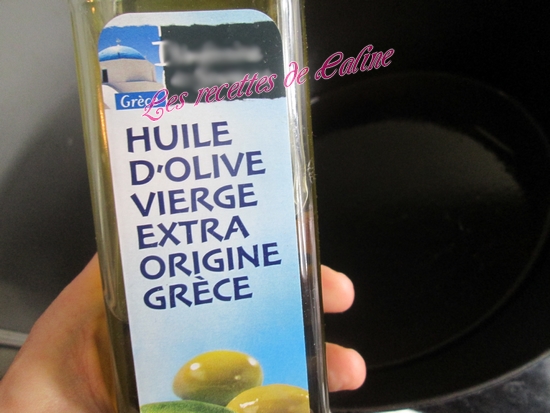 Les recettes de Caline
Grèce
HUILE
D'OLIVE
VIERGE
EXTRA
ORIGINE
GRÈCE